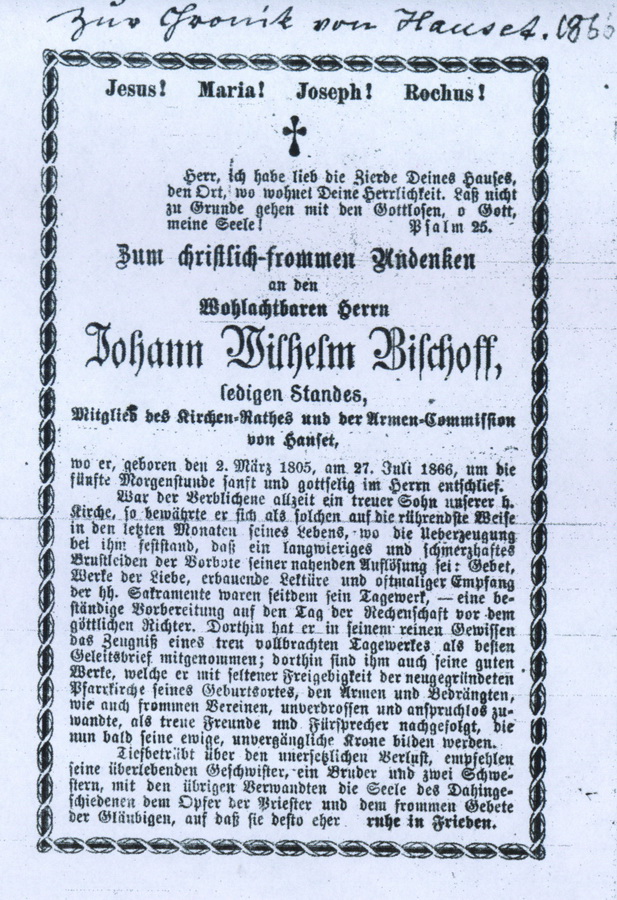 Zur Chronik von Hauset. 1866
Jesus! Maria! Joseph! Rochus!
Herr, ich habe lieb die Zierde Deines Hauses,
den Ort, wo wohnet Deine Herrlichkeit. Laß nicht
zu Grunde gehen mit den Gottlosen, o Gott,
meine Seele! Psalm 25.
Zum christlich-frommen Andenken
an den
Wohlachtbaren Herrn
Johann Wilhelm Bischoff,
ledigen Standes,
Mitglied des Kirchen-Rathes und der Armen-Commission
von Hauset,
wo er, geboren den 2. März 1805, am 27. Juli 1866, um die
fünfte Morgenstunde sanft und gottselig im Herrn entschlief.
War der Verblichene allzeit ein treuer Sohn unserer h.
Kirche, so bewährte er sich als solchen auf die rührendste Weise
in den letzten Monaten seines Lebens, wo die Ueberzeugung
bei ihm feststand, daß ein langwieriges und schmerzhaftes
Brustleiden der Vorbote seiner nahenden Auflösung sei: Gebet,
Werke der Liebe, erbauende Lektüre und oftmaliger Empfang
der hh. Sakramente waren seitdem sein Tagewerk, — eine be-
ständige Vorbereitung auf den Tag der Rechenschaft vor dem
göttlichen Richter. Dorthin hat er in seinem reinen Gewissen
das Zeugniß eines treu vollbrachten Tagewerkes als besten
Geleitsbrief mitgenommen; dorthin sind ihm auch seine guten
Werke, welche er mit seltener Freigebigkeit der neugegründeten
Pfarrkirche seines Geburtsortes, den Armen und Bedrängten,
wie auch frommen Vereinen, unverdrossen und anspruchlos zu-
wandte, als treue Freunde und Fürsprecher nachgefolgt, die
nun bald seine ewige, unvergängliche Krone bilden werden.
Tiefbetrübt über den unersetzlichen Verlust, empfehlen
seine überlebenden Geschwister, ein Bruder und zwei Schwe-
stern, mit den übrigen Verwandten die Seele des Dahinge-
schiedenen dem Opfer der Priester und dem frommen Gebete
der Gläubigen, auf daß sie desto eher ruhe in Frieden.